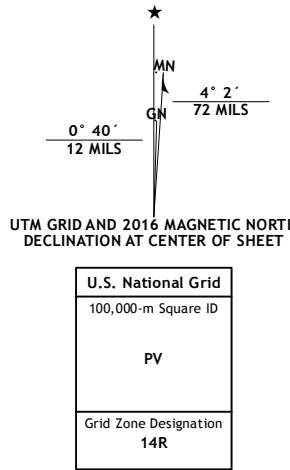 ★
MN
4° 2´
72 MILS
GN
0° 40´
12 MILS
UTM GRID AND 2016 MAGNETIC NORTH
DECLINATION AT CENTER OF SHEET
U.S. National Grid
100,000-m Square ID
PV
Grid Zone Designation
14R